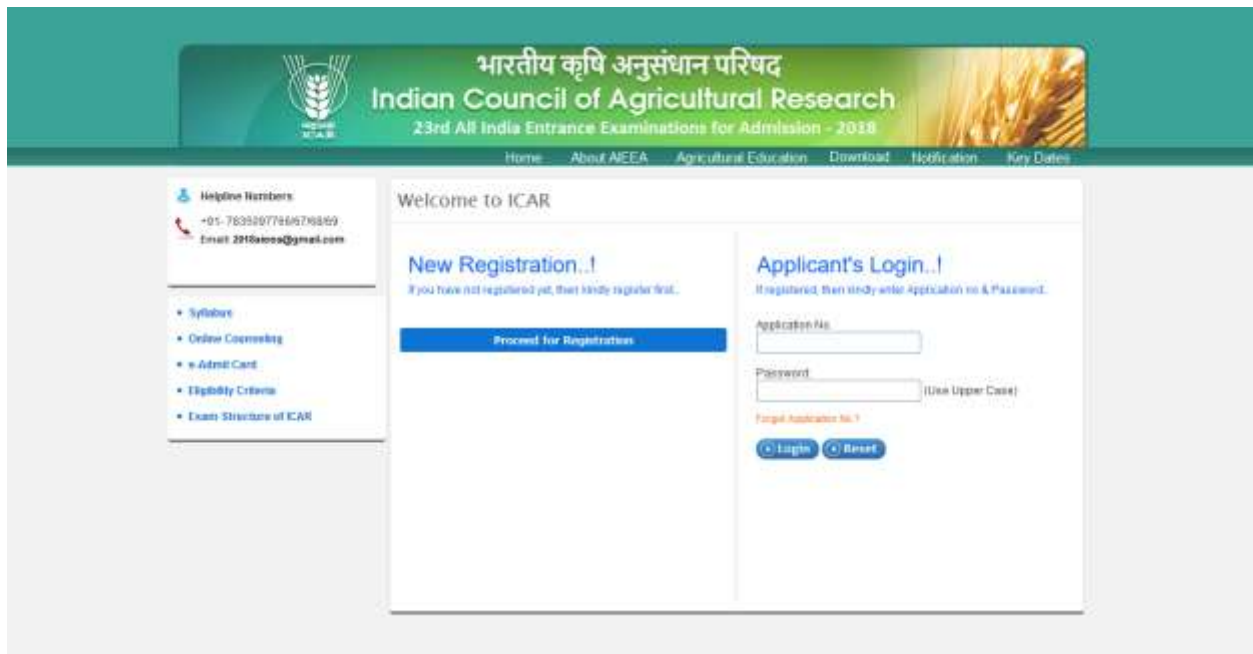 भारतीय कृषि अनुसंधान परिषद
Indian Council of Agricultural Research
23rd All India Entrance Examinations for Admission - 2018
ICAR
Home About AIEEA Agricultural Education Download Notification Key Dates
Helpline Numbers
Email:
Syllabus
Online Counseling
e-Admit Card
Eligibility Criteria
Exam Structure of ICAR
Welcome to ICAR
New Registration..!
If you have not registered yet, then kindly register first..
Proceed for Registration
Applicant's Login..!
If registered, then kindly enter Application no & Password.
Application No.
Password
(Use Upper Case)
Forgot Application No.?
Login Reset